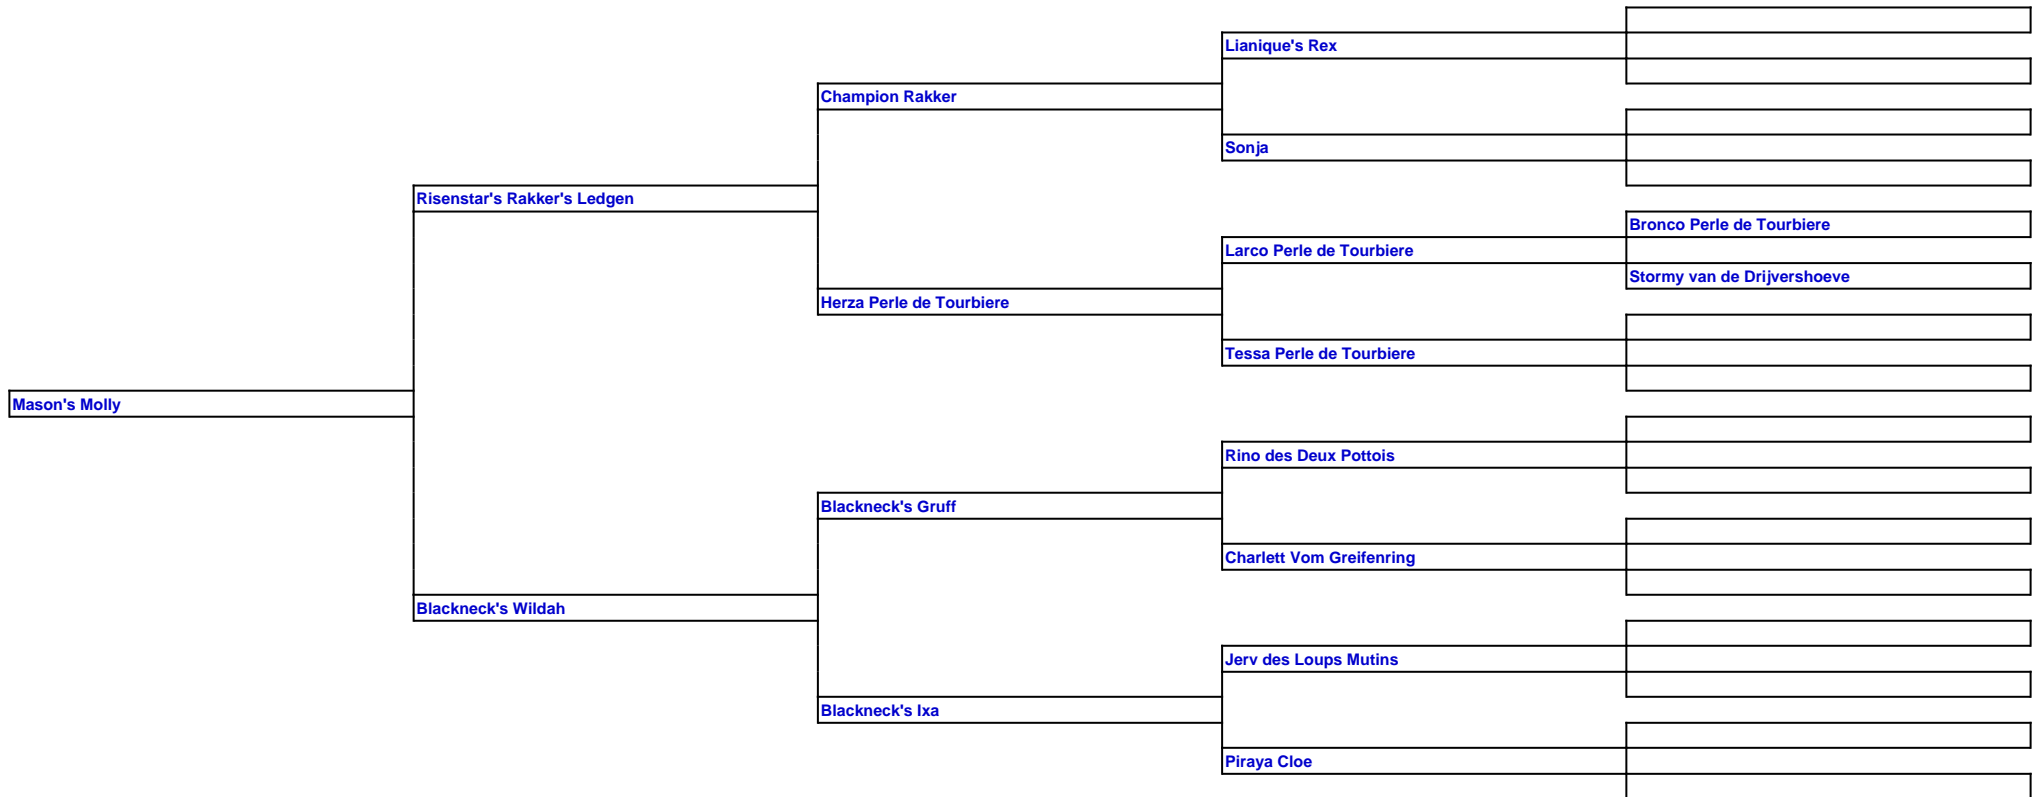 Lianique's Rex
Champion Rakker
Sonja
Risenstar's Rakker's Ledgen
Bronco Perle de Tourbiere
Larco Perle de Tourbiere
Stormy van de Drijvershoeve
Herza Perle de Tourbiere
Tessa Perle de Tourbiere
Mason's Molly
Rino des Deux Pottois
Blackneck's Gruff
Charlett Vom Greifenring
Blackneck's Wildah
Jerv des Loups Mutins
Blackneck's Ixa
Piraya Cloe